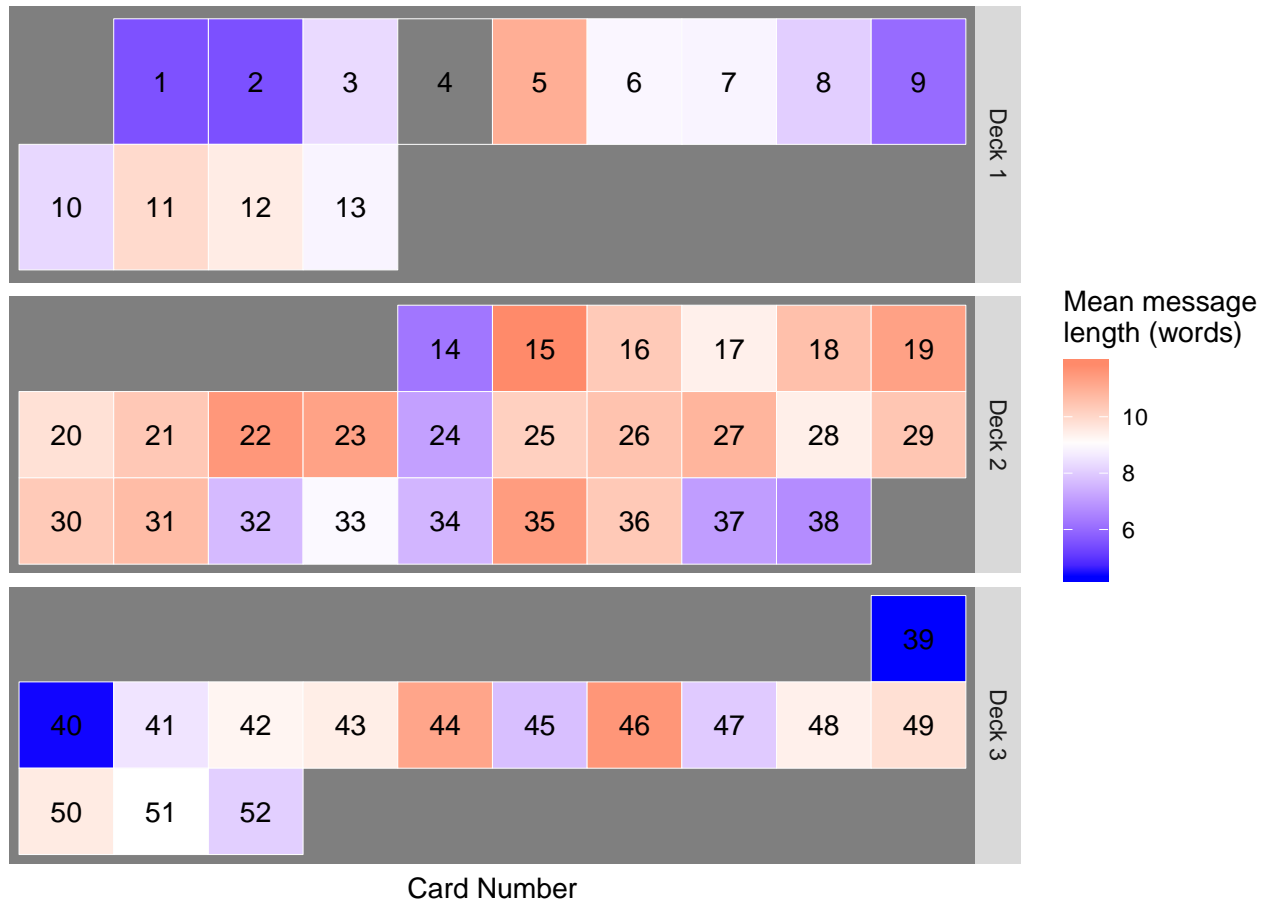 1 2 3 4 5 6 7 8 9
10 11 12 13
Deck 1
14 15 16 17 18 19
20 21 22 23 24 25 26 27 28 29
30 31 32 33 34 35 36 37 38
Deck 2
39
40 41 42 43 44 45 46 47 48 49
50 51 52
Deck 3
Card Number
Mean message
length (words)
10
8
6